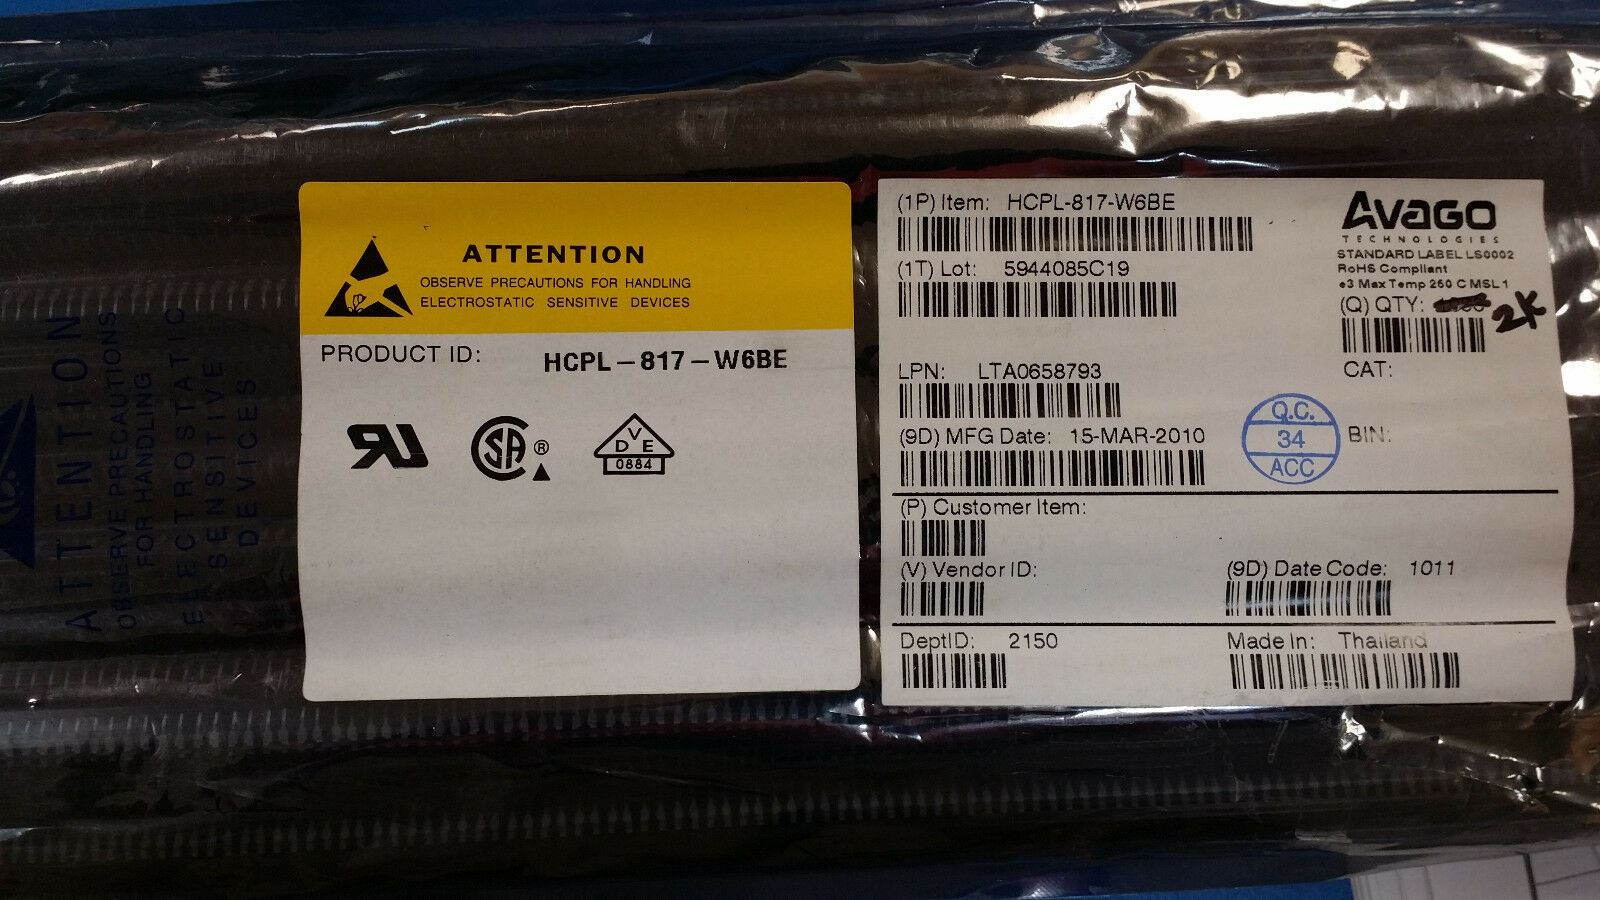 ATTENTION
OBSERVE PRECAUTIONS
FOR HANDLING
ELECTROSTATIC
SENSITIVE
DEVICES
ATTENTION
OBSERVE PRECAUTIONS FOR HANDLING
ELECTROSTATIC SENSITIVE DEVICES
PRODUCT ID: HCPL-817-W6BE
SA ®
VDE
0884
(1P) Item: HCPL-817-W6BE
(1T) Lot: 5944085C19
LPN: LTA0658793
(9D) MFG Date: 15-MAR-2010
AVAGO
TECHNOLOGIES
STANDARD LABEL LS0002
RoHS Compliant
e3 Max Temp 260 C MSL1
(Q) QTY: 2K
CAT:
Q.C.
34
ACC
BIN:
(P) Customer Item:
(V) Vendor ID:
(9D) Date Code: 1011
DeptID: 2150
Made In: Thailand